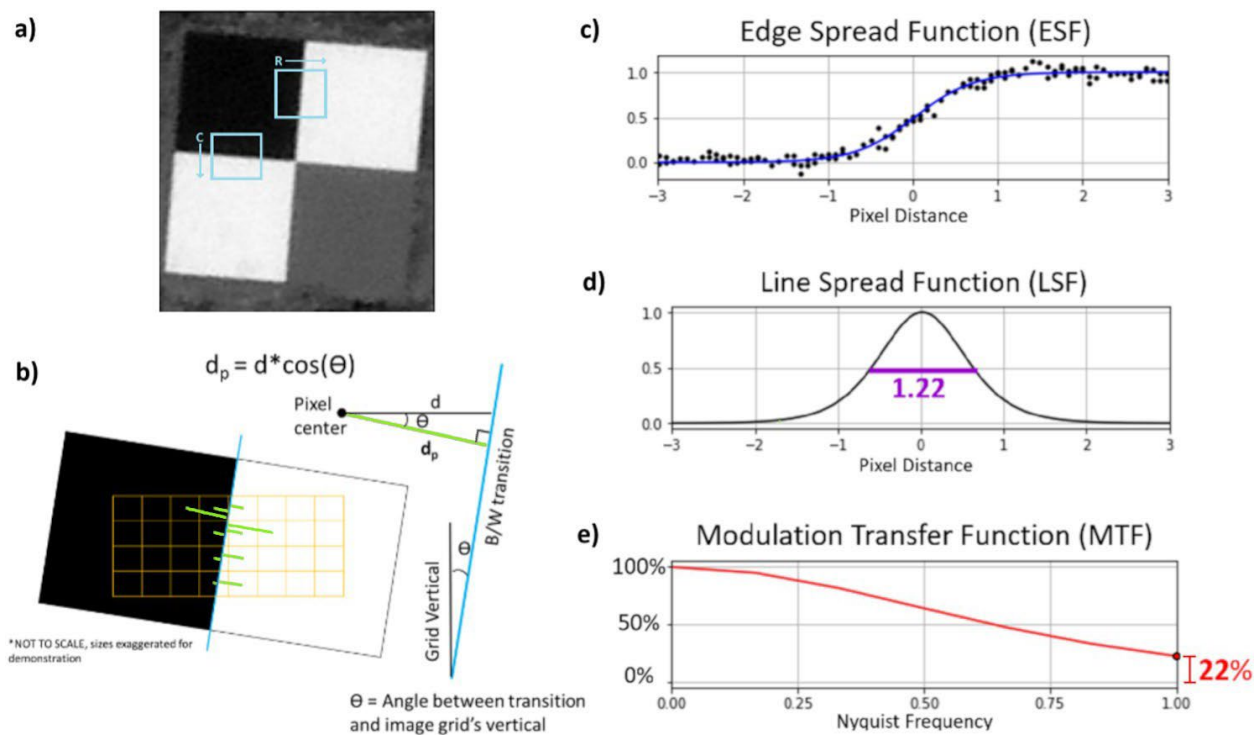 a)
R
C
b)
d_p = d*cos(Θ)
Pixel
center
d
Θ
d_p
B/W transition
Θ
Grid Vertical
*NOT TO SCALE, sizes exaggerated for
demonstration
Θ = Angle between transition
and image grid's vertical
c)
Edge Spread Function (ESF)
1.0
0.5
0.0
−3 −2 −1 0 1 2 3
Pixel Distance
d)
Line Spread Function (LSF)
1.0
0.5
1.22
0.0
−3 −2 −1 0 1 2 3
Pixel Distance
e)
Modulation Transfer Function (MTF)
100%
50%
0%
22%
0.00 0.25 0.50 0.75 1.00
Nyquist Frequency